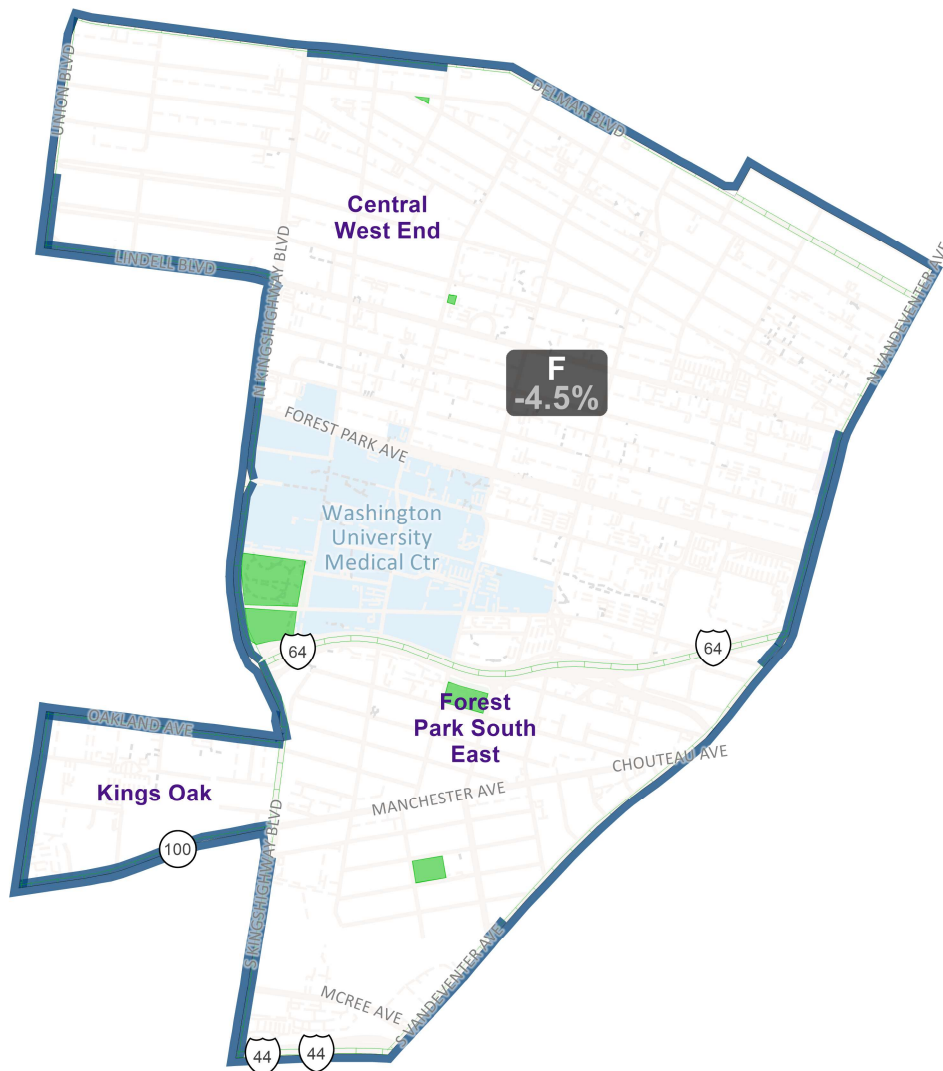 UNION BLVD
DELMAR BLVD
Central
West End
N KINGSHIGHWAY BLVD
LINDELL BLVD
N VANDEVENTER AVE
F
-4.5%
FOREST PARK AVE
Washington
University
Medical Ctr
64
64
Forest
Park South
East
OAKLAND AVE
CHOUTEAU AVE
Kings Oak
MANCHESTER AVE
100
S KINGSHIGHWAY BLVD
S VANDEVENTER AVE
MCREE AVE
44
44